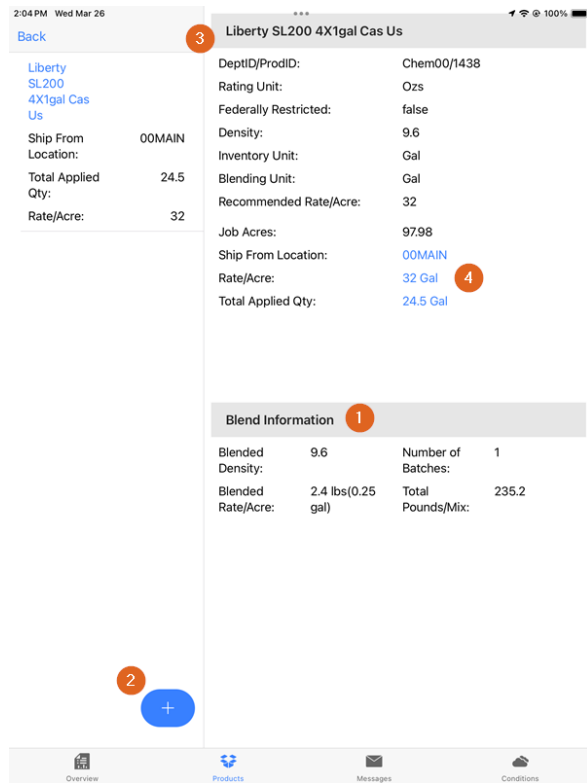 2:04 PM Wed Mar 26
100%
Back
Liberty
SL200
4X1gal Cas
Us
Ship From 00MAIN
Location:
Total Applied 24.5
Qty:
Rate/Acre: 32
2
+
3
Liberty SL200 4X1gal Cas Us
DeptID/ProdID: Chem00/1438
Rating Unit: Ozs
Federally Restricted: false
Density: 9.6
Inventory Unit: Gal
Blending Unit: Gal
Recommended Rate/Acre: 32
Job Acres: 97.98
Ship From Location: 00MAIN
Rate/Acre: 32 Gal 4
Total Applied Qty: 24.5 Gal
Blend Information 1
Blended 9.6 Number of 1
Density: Batches:
Blended 2.4 lbs(0.25 Total 235.2
Rate/Acre: gal) Pounds/Mix:
Overview Products Messages Conditions